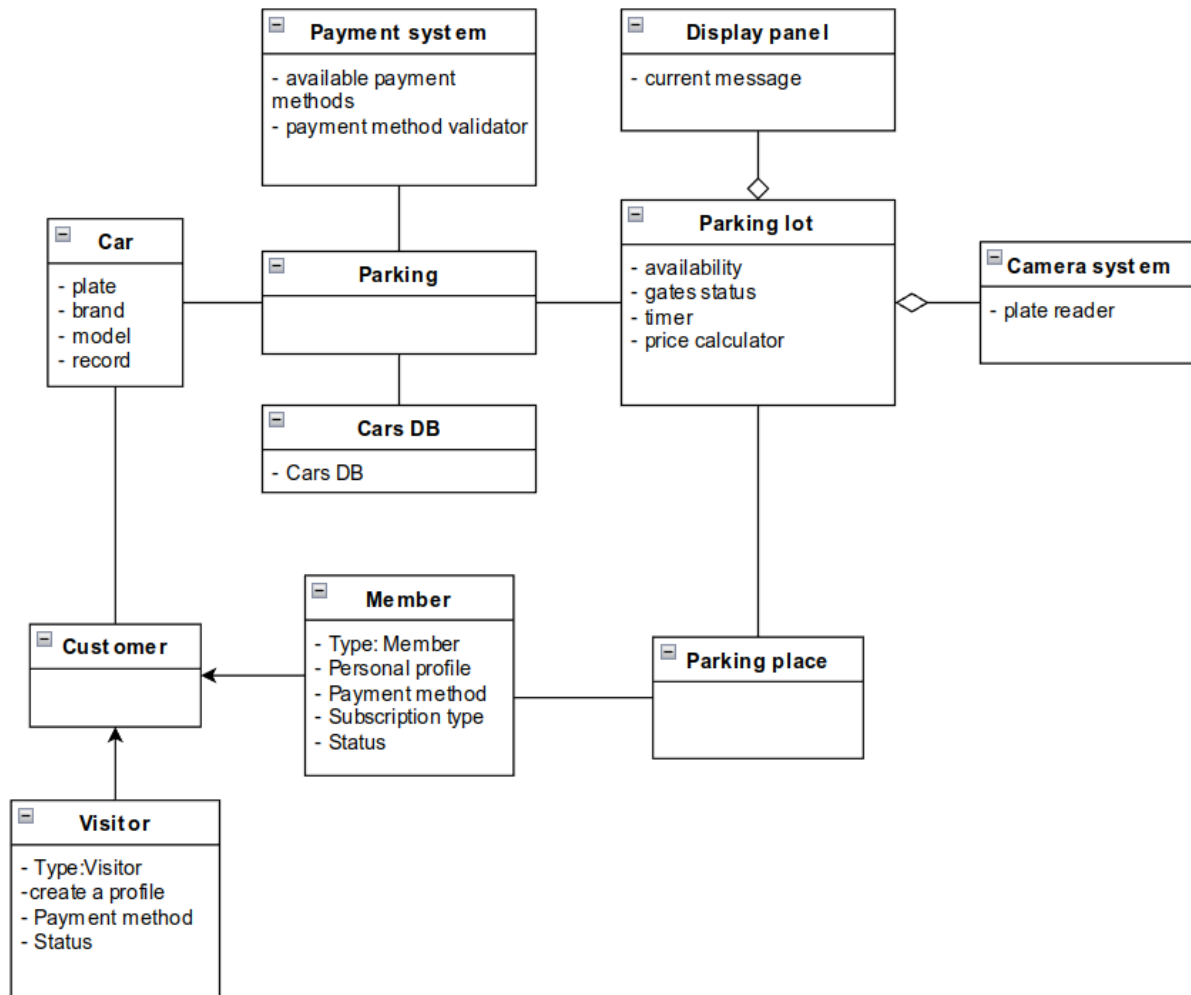 Payment system
- available payment
methods
- payment method validator
Display panel
- current message
Car
- plate
- brand
- model
- record
Parking
Parking lot
- availability
- gates status
- timer
- price calculator
Camera system
- plate reader
Cars DB
- Cars DB
Customer
Member
- Type: Member
- Personal profile
- Payment method
- Subscription type
- Status
Parking place
Visitor
- Type:Visitor
-create a profile
- Payment method
- Status